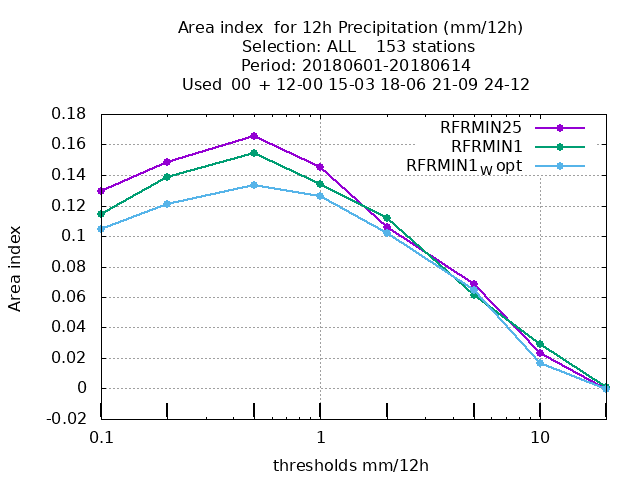 Area index  for 12h Precipitation (mm/12h)
Selection: ALL    153 stations
Period: 20180601-20180614
Used  00 + 12-00 15-03 18-06 21-09 24-12
0.18
0.16
0.14
0.12
0.1
0.08
0.06
0.04
0.02
0
-0.02
Area index
RFRMIN25
RFRMIN1
RFRMIN1W opt
0.1
1
10
thresholds mm/12h